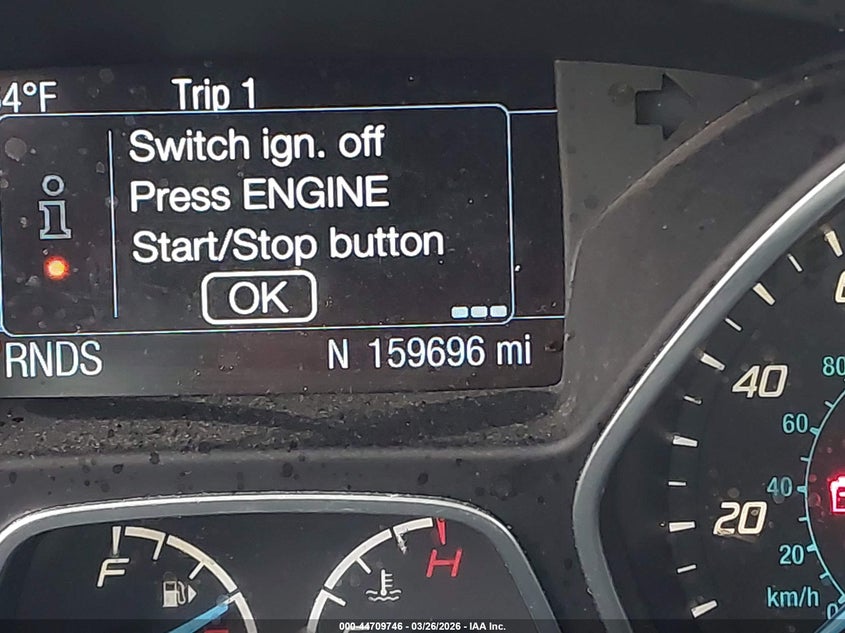 4°F Trip 1
Switch ign. off
Press ENGINE
Start/Stop button
OK
RNDS N 159696 mi
40
20
80
60
40
20
km/h
0
F
H
000-44709746 - 03/26/2026 - IAA Inc.